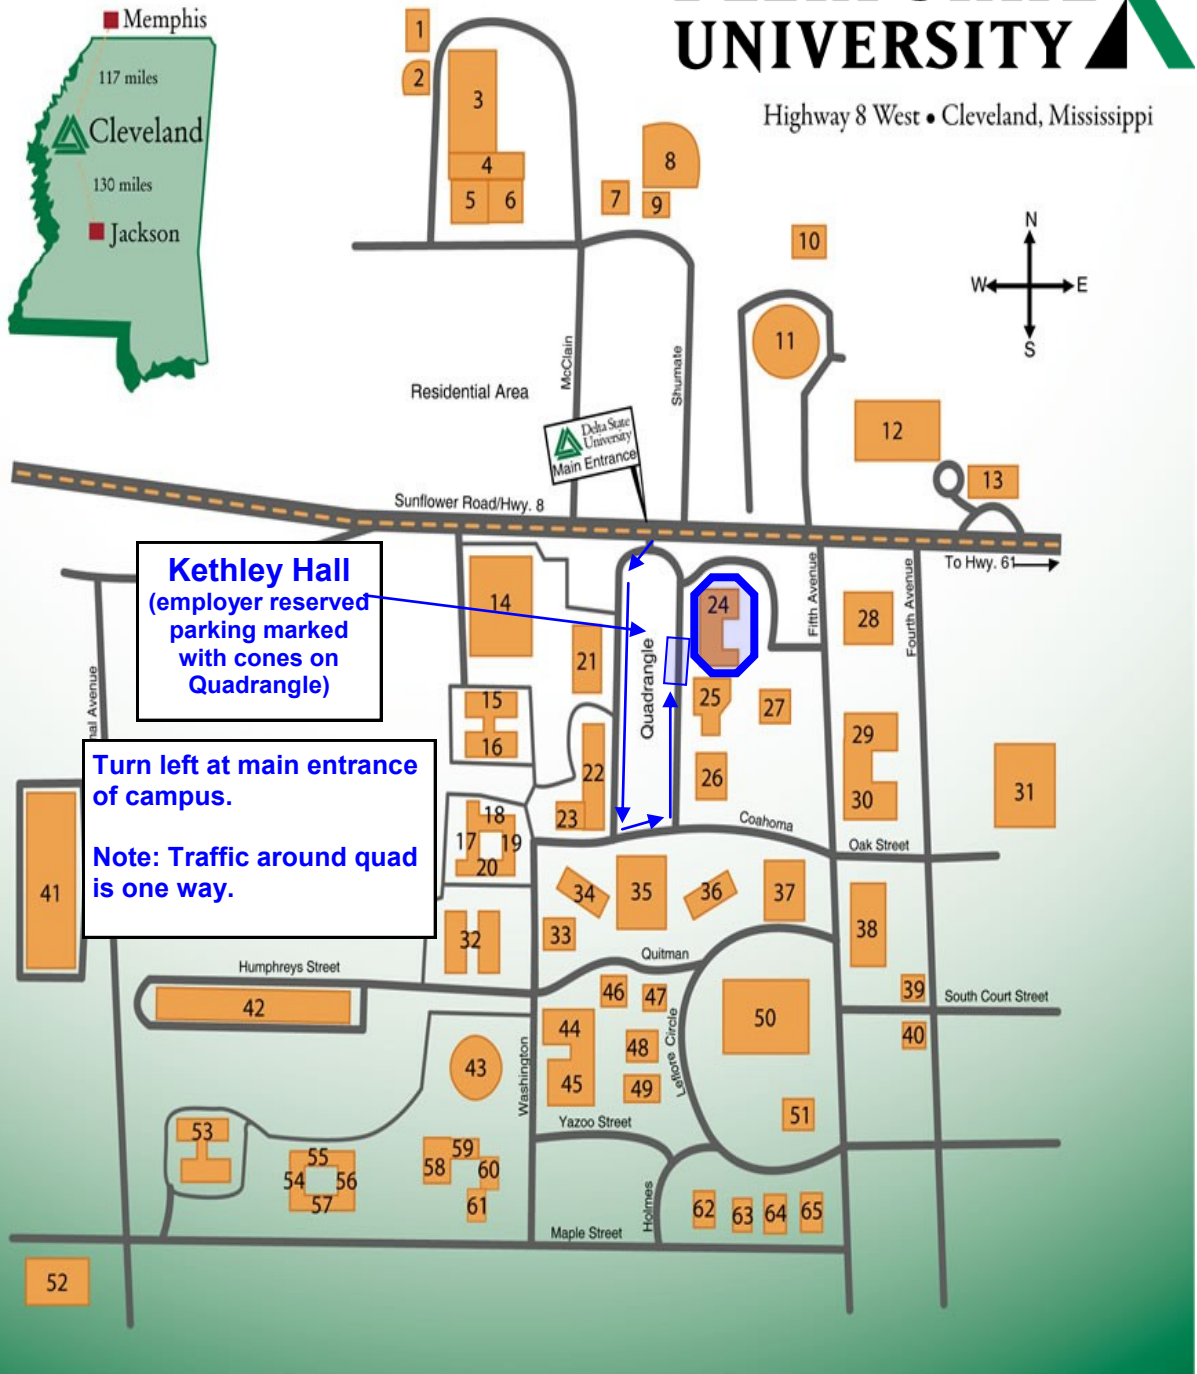 Memphis
117 miles
Cleveland
130 miles
Jackson
UNIVERSITY
Highway 8 West • Cleveland, Mississippi
N
W E
S
1
2
3
4
5 6
7
8
9
10
11
12
13
McClain
Shumate
Residential Area
Delta State
University
Main Entrance
Sunflower Road/Hwy. 8
To Hwy. 61
Fifth Avenue
Fourth Avenue
Kethley Hall
(employer reserved
parking marked
with cones on
Quadrangle)
Quadrangle
14
15
16
17
18
19
20
21
22
23
24
25
26
27
28
29
30
31
Turn left at main entrance
of campus.
Note: Traffic around quad
is one way.
nal Avenue
Coahoma
Oak Street
32
33
34
35
36
37
38
39
40
41
Quitman
Humphreys Street
South Court Street
42
43
44
45
46
47
48
49
50
51
Washington
Leflore Circle
Yazoo Street
52
53
54
55
56
57
58
59
60
61
Holmes
Maple Street
62
63
64
65